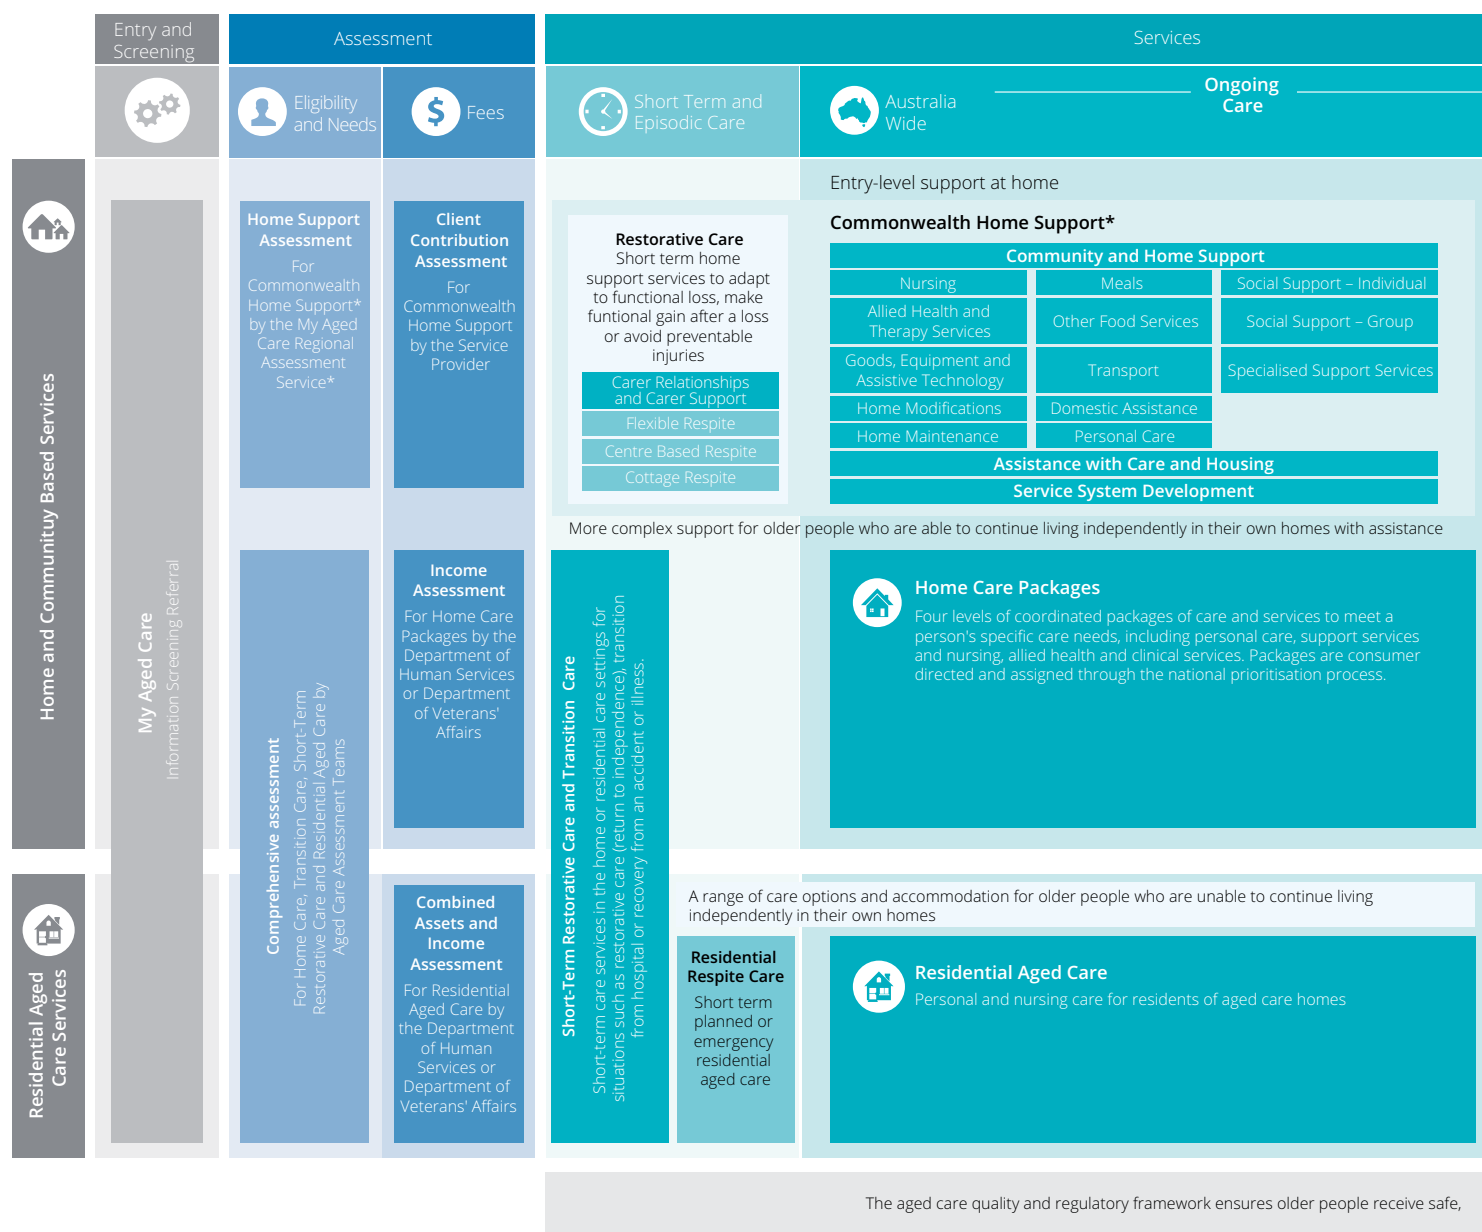 Entry and
Screening
Assessment
Services
Eligibility
and Needs
Fees
Short Term and
Episodic Care
Australia
Wide
Ongoing
Care
Home and Communituy Based Services
My Aged Care
Information Screening Referral
Home Support
Assessment
For
Commonwealth
Home Support*
by the My Aged
Care Regional
Assessment
Service*
Client
Contribution
Assessment
For
Commonwealth
Home Support
by the Service
Provider
Restorative Care
Short term home
support services to adapt
to functional loss, make
funtional gain after a loss
or avoid preventable
injuries
Carer Relationships
and Carer Support
Flexible Respite
Centre Based Respite
Cottage Respite
Entry-level support at home
Commonwealth Home Support*
Community and Home Support
Nursing
Meals
Social Support – Individual
Allied Health and
Therapy Services
Other Food Services
Social Support – Group
Goods, Equipment and
Assistive Technology
Transport
Specialised Support Services
Home Modifications
Domestic Assistance
Home Maintenance
Personal Care
Assistance with Care and Housing
Service System Development
More complex support for older people who are able to continue living independently in their own homes with assistance
Comprehensive assessment
For Home Care, Transition Care, Short-Term
Restorative Care and Residential Aged Care by
Aged Care Assessment Teams
Income
Assessment
For Home Care
Packages by the
Department of
Human Services
or Department
of Veterans'
Affairs
Short-Term Restorative Care and Transition Care
Short-term care services in the home or residential care settings for
situations such as restorative care (return to independence), transition
from hospital or recovery from an accident or illness.
Home Care Packages
Four levels of coordinated packages of care and services to meet a
person's specific care needs, including personal care, support services
and nursing, allied health and clinical services. Packages are consumer
directed and assigned through the national prioritisation process.
Residential Aged
Care Services
Combined
Assets and
Income
Assessment
For Residential
Aged Care by
the Department
of Human
Services or
Department of
Veterans' Affairs
A range of care options and accommodation for older people who are unable to continue living
independently in their own homes
Residential
Respite Care
Short term
planned or
emergency
residential
aged care
Residential Aged Care
Personal and nursing care for residents of aged care homes
The aged care quality and regulatory framework ensures older people receive safe,